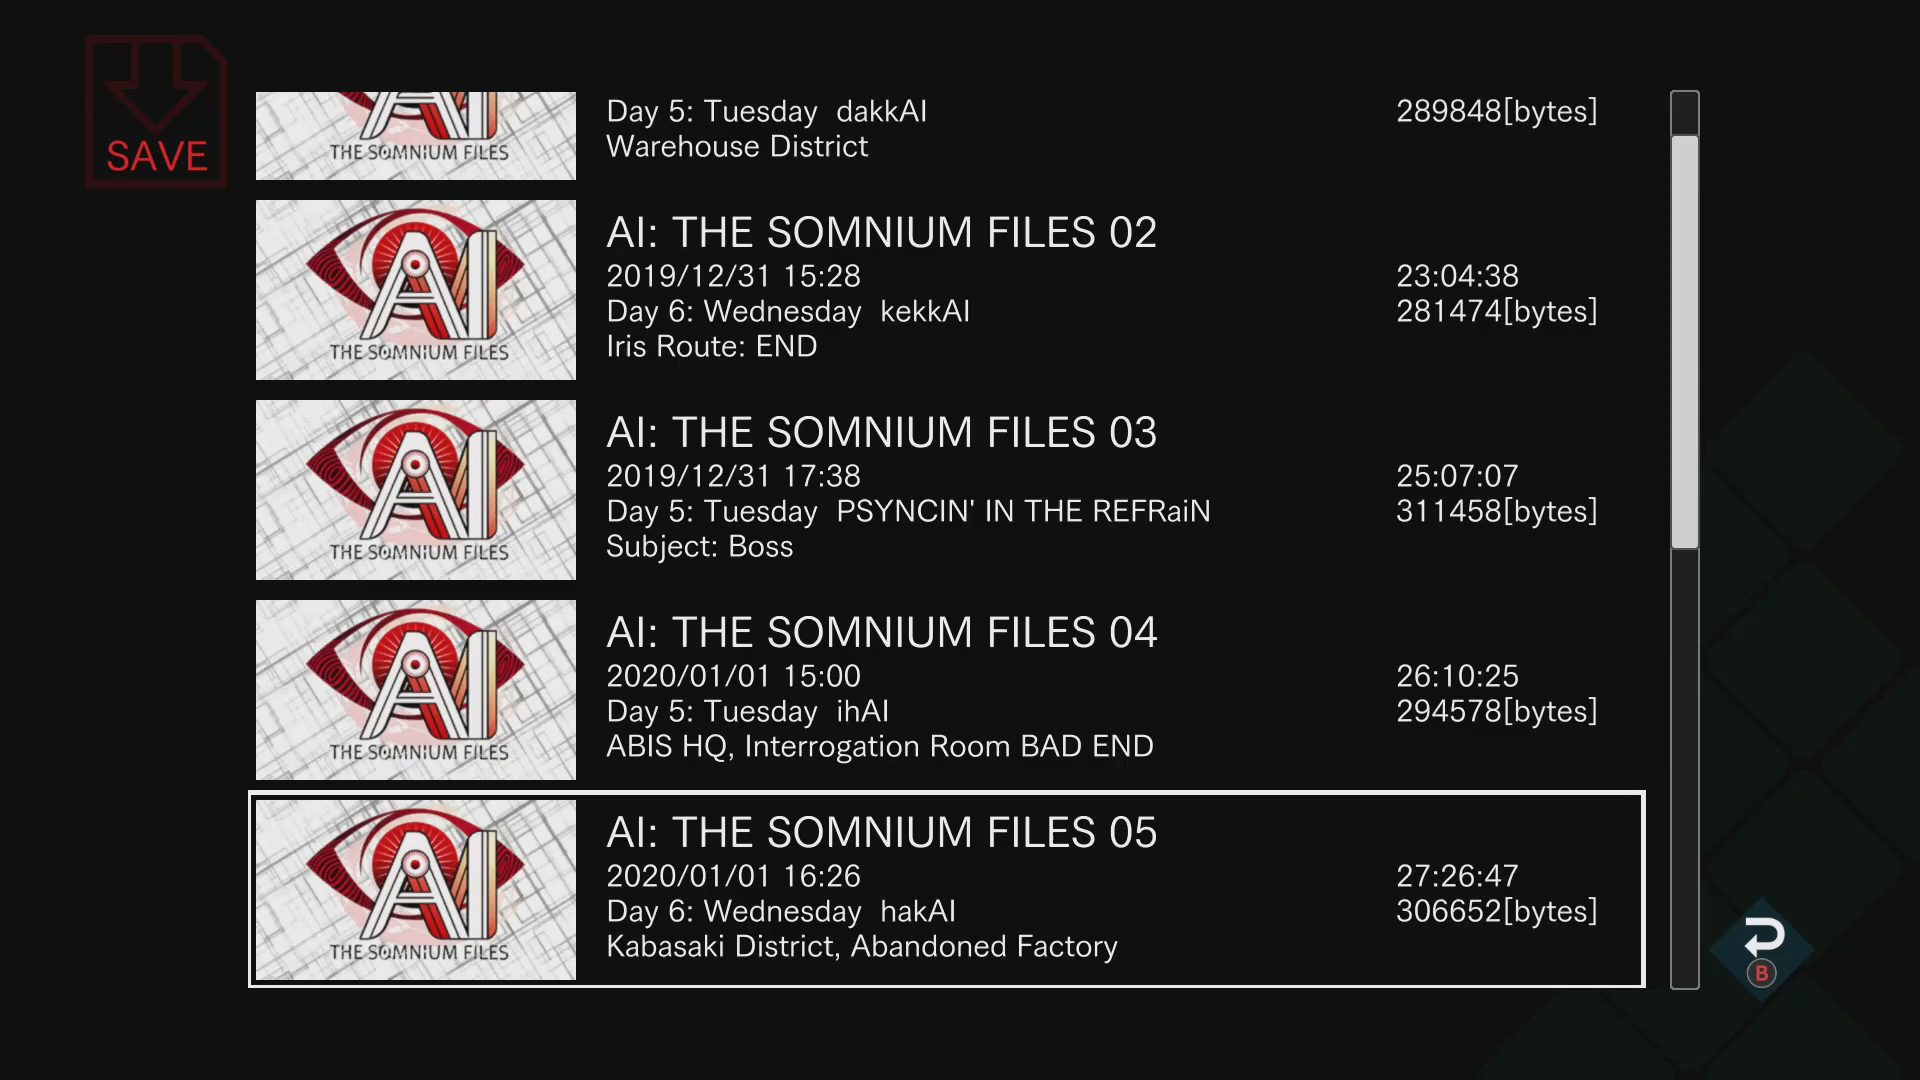 SAVE
THE SOMNIUM FILES
Day 5: Tuesday dakkAI
289848[bytes]
Warehouse District
AI
THE SOMNIUM FILES
AI: THE SOMNIUM FILES 02
2019/12/31 15:28
23:04:38
Day 6: Wednesday kekkAI
281474[bytes]
Iris Route: END
AI
THE SOMNIUM FILES
AI: THE SOMNIUM FILES 03
2019/12/31 17:38
25:07:07
Day 5: Tuesday PSYNCIN' IN THE REFRaiN
311458[bytes]
Subject: Boss
AI
THE SOMNIUM FILES
AI: THE SOMNIUM FILES 04
2020/01/01 15:00
26:10:25
Day 5: Tuesday ihAI
294578[bytes]
ABIS HQ, Interrogation Room BAD END
AI
THE SOMNIUM FILES
AI: THE SOMNIUM FILES 05
2020/01/01 16:26
27:26:47
Day 6: Wednesday hakAI
306652[bytes]
Kabasaki District, Abandoned Factory
B